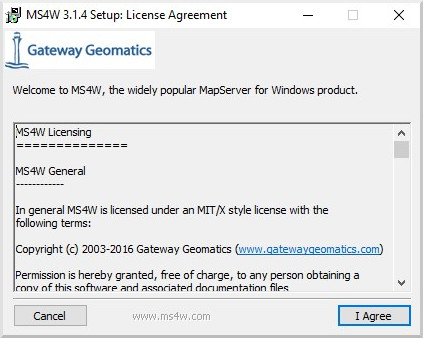 MS4W 3.1.4 Setup: License Agreement
Gateway Geomatics
Welcome to MS4W, the widely popular MapServer for Windows product.
MS4W Licensing
==============
MS4W General
------------
In general MS4W is licensed under an MIT/X style license with the
following terms:
Copyright (c) 2003-2016 Gateway Geomatics (www.gatewaygeomatics.com)
Permission is hereby granted, free of charge, to any person obtaining a
copy of this software and associated documentation files
Cancel
www.ms4w.com
I Agree